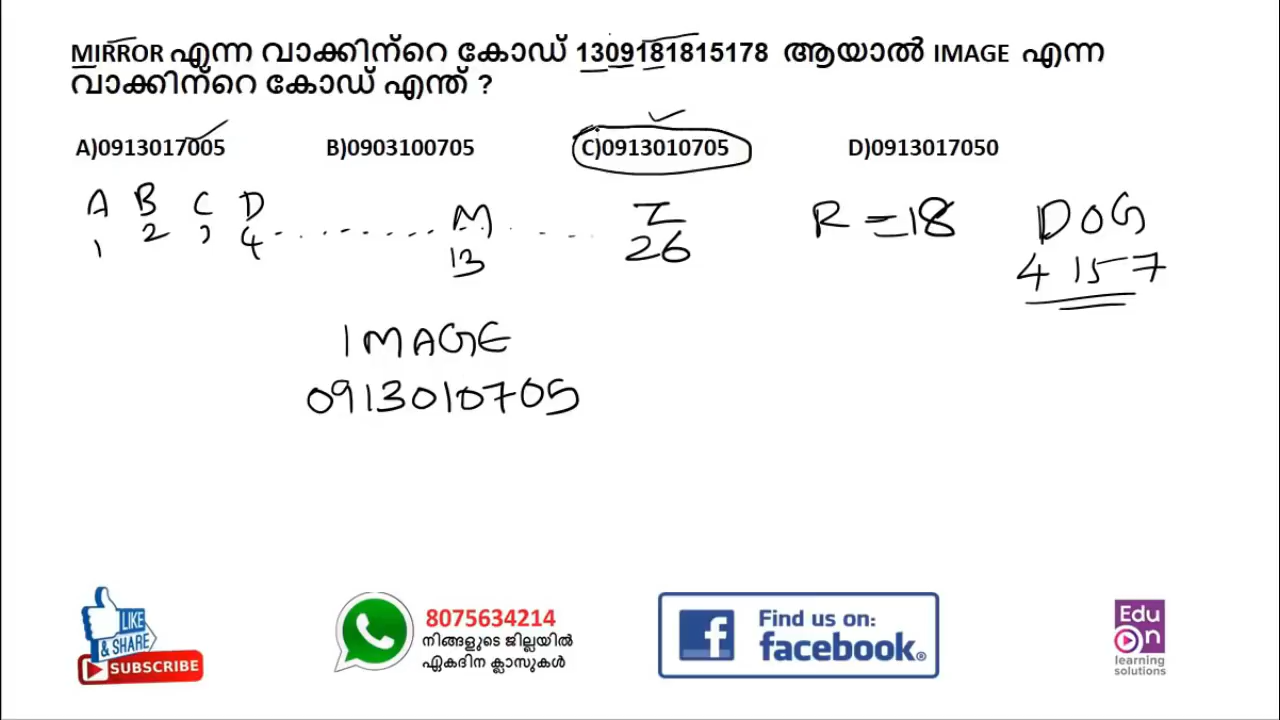 MIRROR എന്ന വാക്കിന്റെ കോഡ് 1309181815178 ആയാൽ IMAGE എന്ന
വാക്കിന്റെ കോഡ് എന്ത് ?
A)0913017005 B)0903100705 C)0913010705 D)0913017050
A B C D M Z R = 18 DOG
1 2 3 4 13 26 4 15 7
IMAGE
0913010705
LIKE
& SHARE
SUBSCRIBE
8075634214
നിങ്ങളുടെ ജില്ലയിൽ
ഏകദിന ക്ലാസുകൾ
f Find us on:
facebook®
Edu
On
learning
solutions